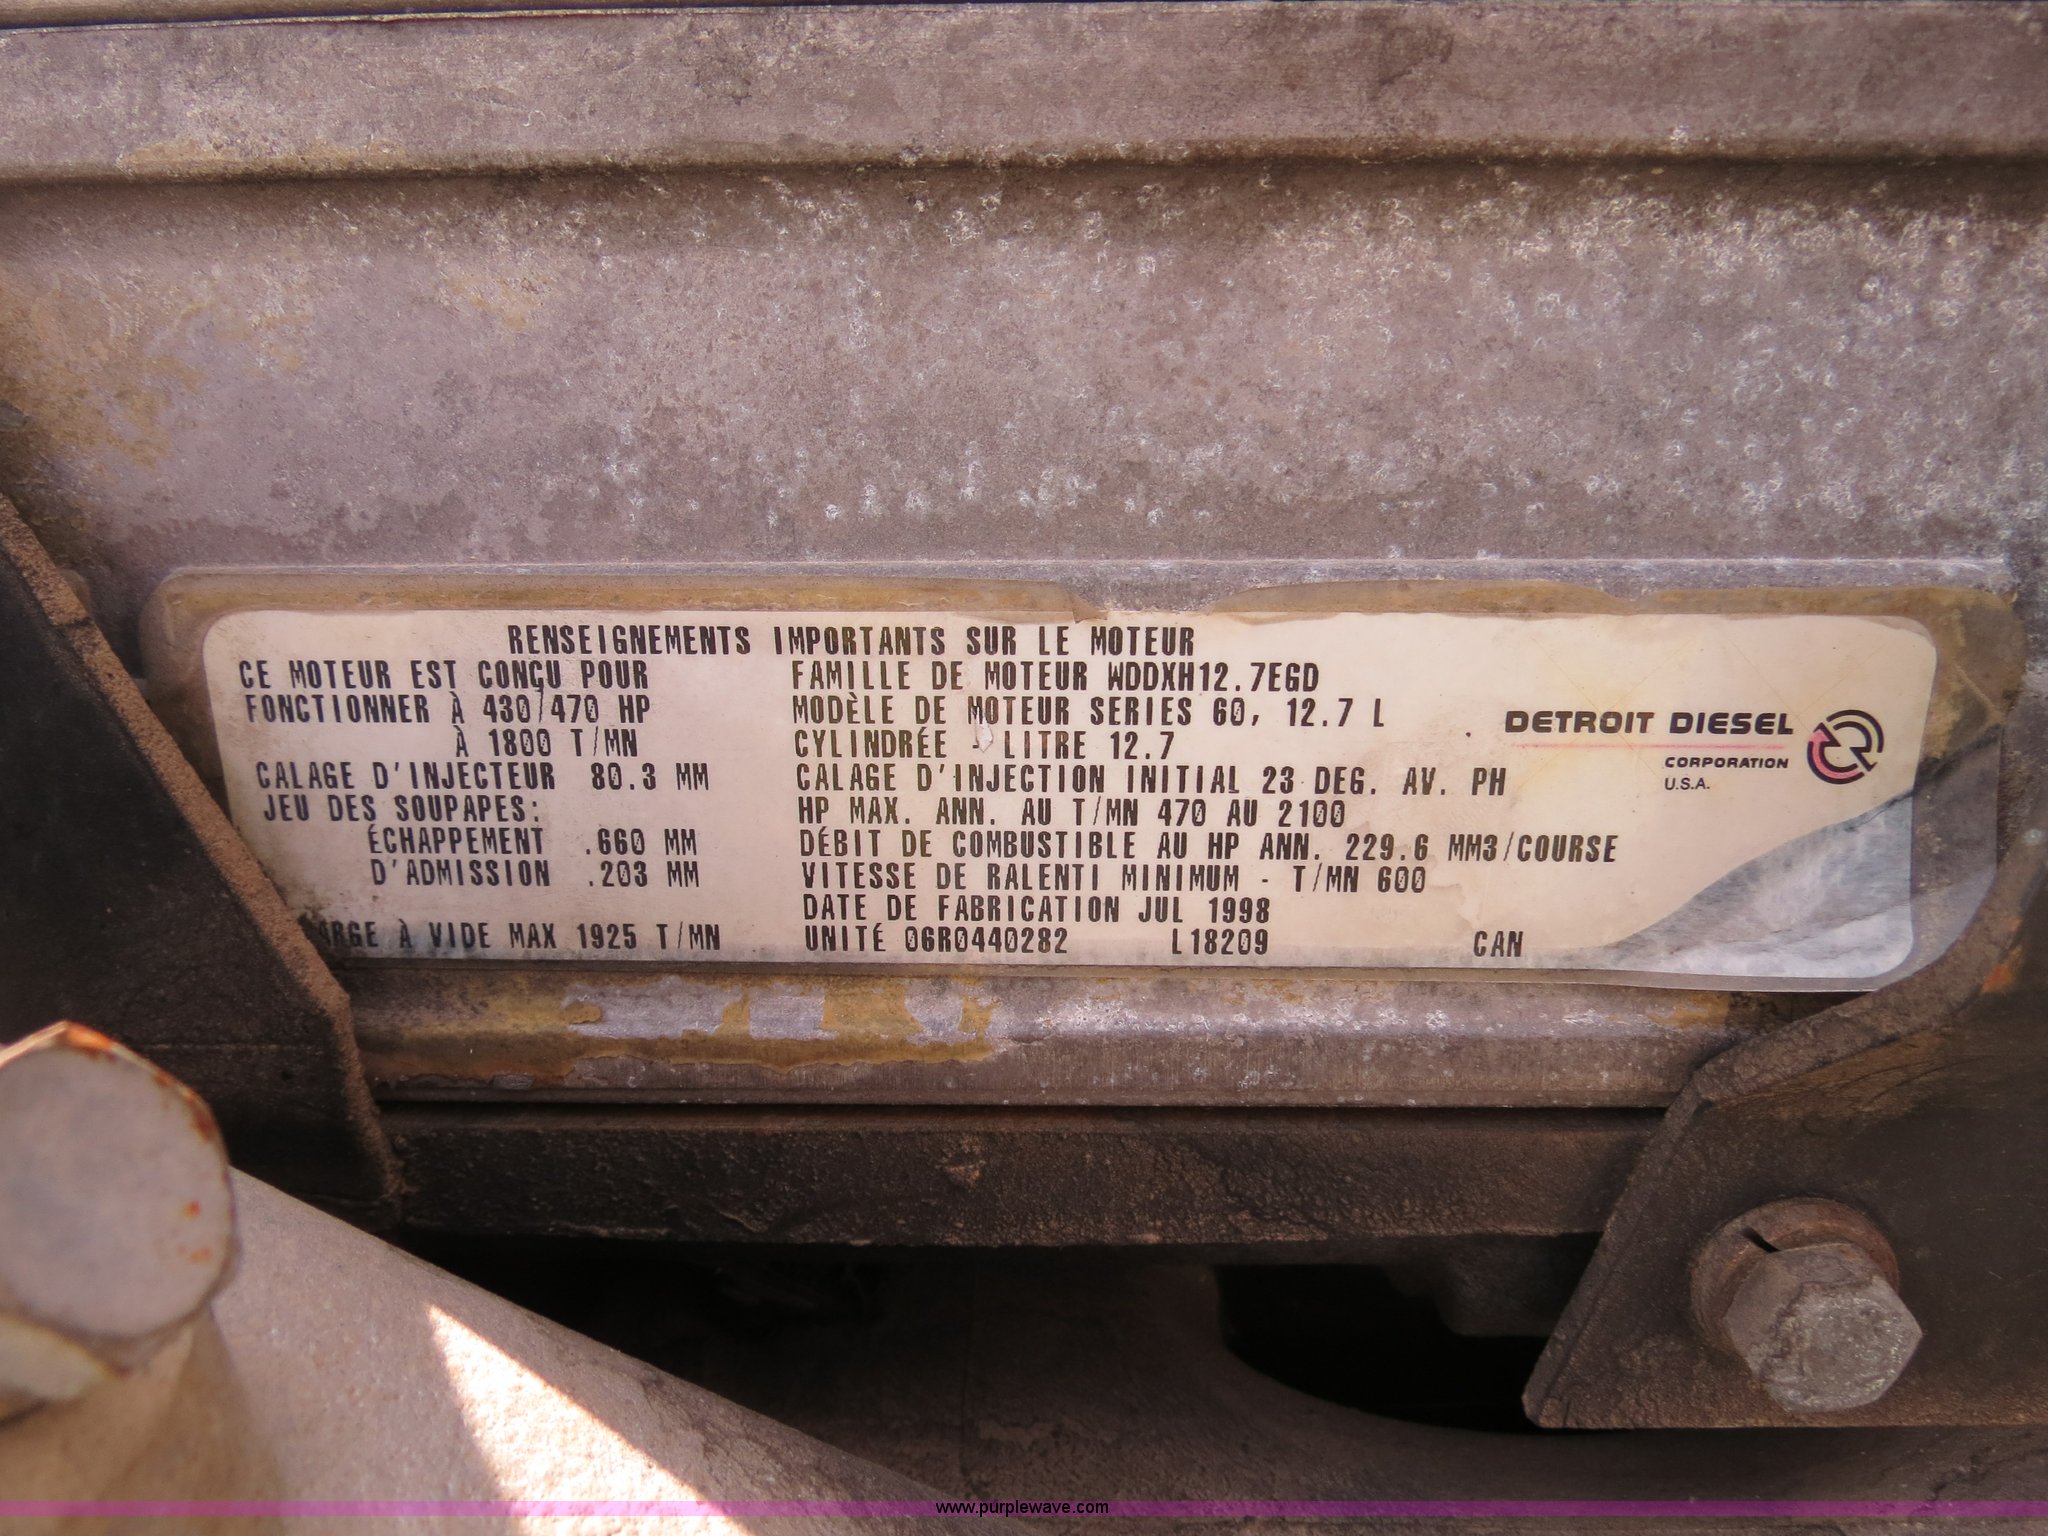 RENSEIGNEMENTS IMPORTANTS SUR LE MOTEUR
CE MOTEUR EST CONÇU POUR
FONCTIONNER À 430/470 HP
À 1800 T/MN
CALAGE D'INJECTEUR 80.3 MM
JEU DES SOUPAPES:
ÉCHAPPEMENT .660 MM
D'ADMISSION .203 MM
À VIDE MAX 1925 T/MN
FAMILLE DE MOTEUR WDDXH12.7EGD
MODÈLE DE MOTEUR SERIES 60, 12.7 L
CYLINDRÉE - LITRE 12.7
CALAGE D'INJECTION INITIAL 23 DEG. AV. PH
HP MAX. ANN. AU T/MN 470 AU 2100
DÉBIT DE COMBUSTIBLE AU HP ANN. 229.6 MM3/COURSE
VITESSE DE RALENTI MINIMUM - T/MN 600
DATE DE FABRICATION JUL 1998
UNITÉ 06R0440282 L18209 CAN
DETROIT DIESEL
CORPORATION
U.S.A.
www.purplewave.com